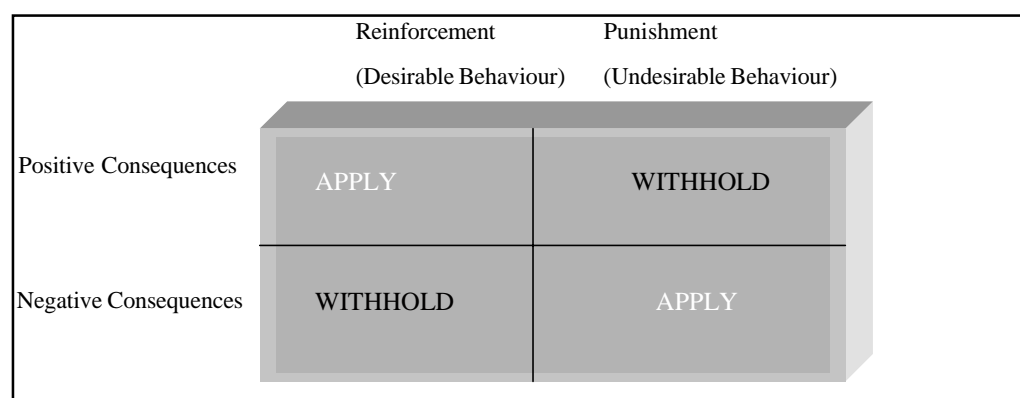 Reinforcement Punishment
(Desirable Behaviour) (Undesirable Behaviour)
Positive Consequences APPLY WITHHOLD
Negative Consequences WITHHOLD APPLY